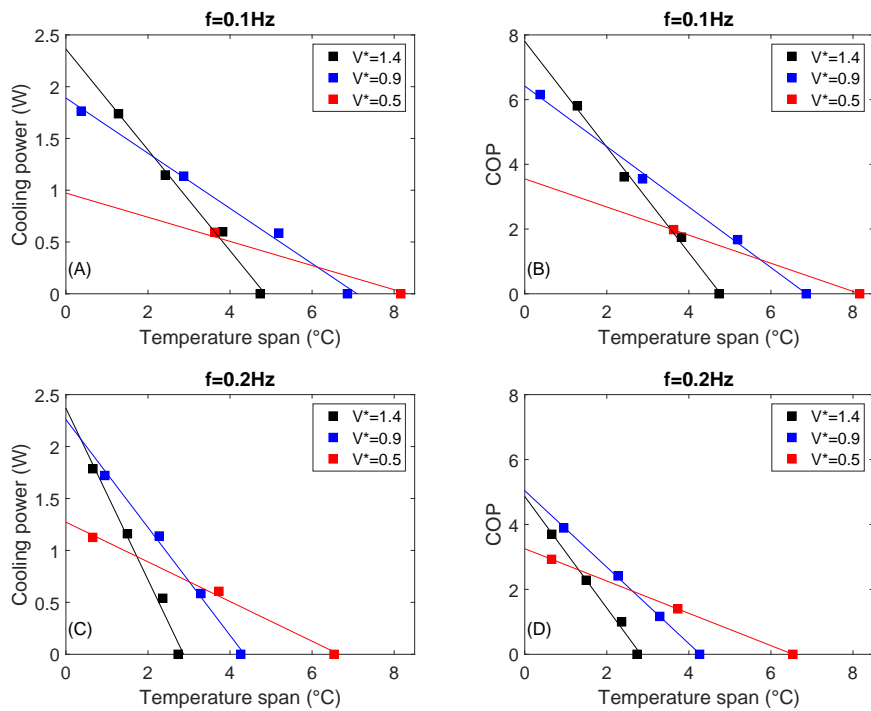 f=0.1Hz
2.5
2
1.5
1
0.5
0
Cooling power (W)
V*=1.4
V*=0.9
V*=0.5
(A)
0 2 4 6 8
Temperature span (°C)
f=0.1Hz
8
6
4
2
0
COP
V*=1.4
V*=0.9
V*=0.5
(B)
0 2 4 6 8
Temperature span (°C)
f=0.2Hz
2.5
2
1.5
1
0.5
0
Cooling power (W)
V*=1.4
V*=0.9
V*=0.5
(C)
0 2 4 6 8
Temperature span (°C)
f=0.2Hz
8
6
4
2
0
COP
V*=1.4
V*=0.9
V*=0.5
(D)
0 2 4 6 8
Temperature span (°C)